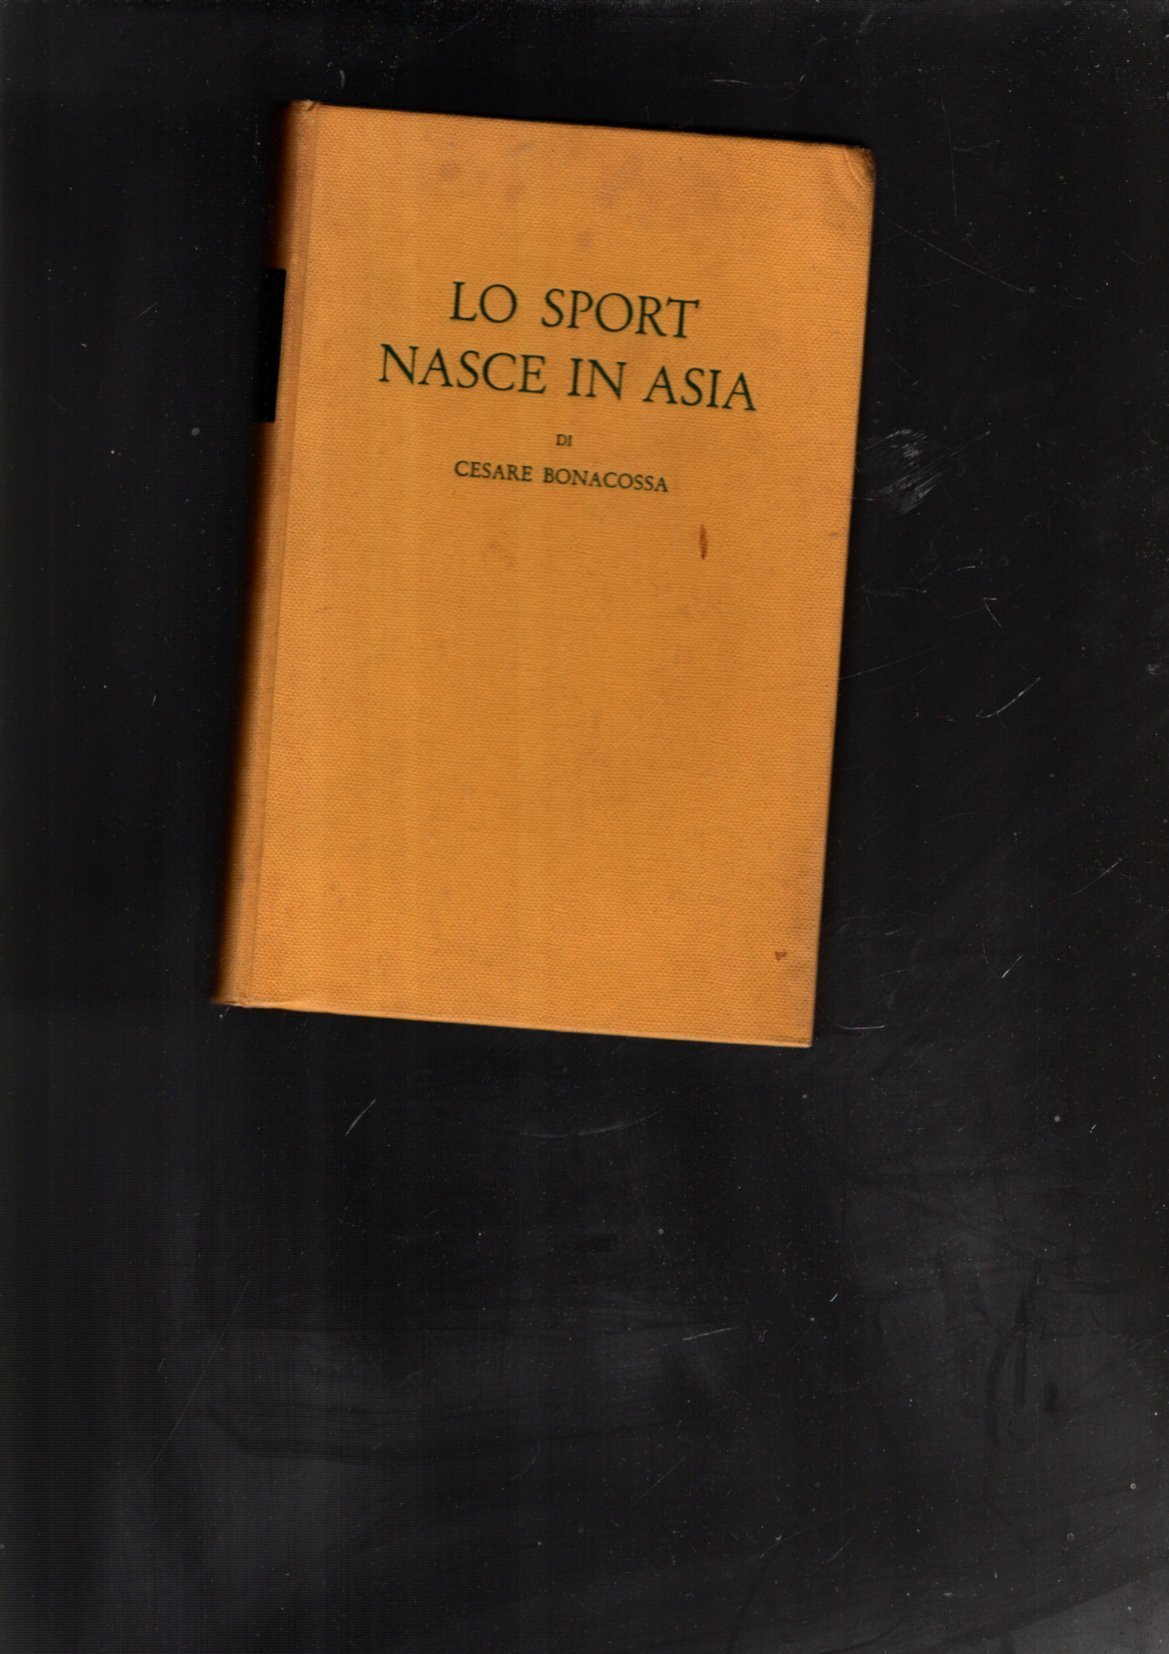 LO SPORT
NASCE IN ASIA
DI
CESARE BONACOSSA